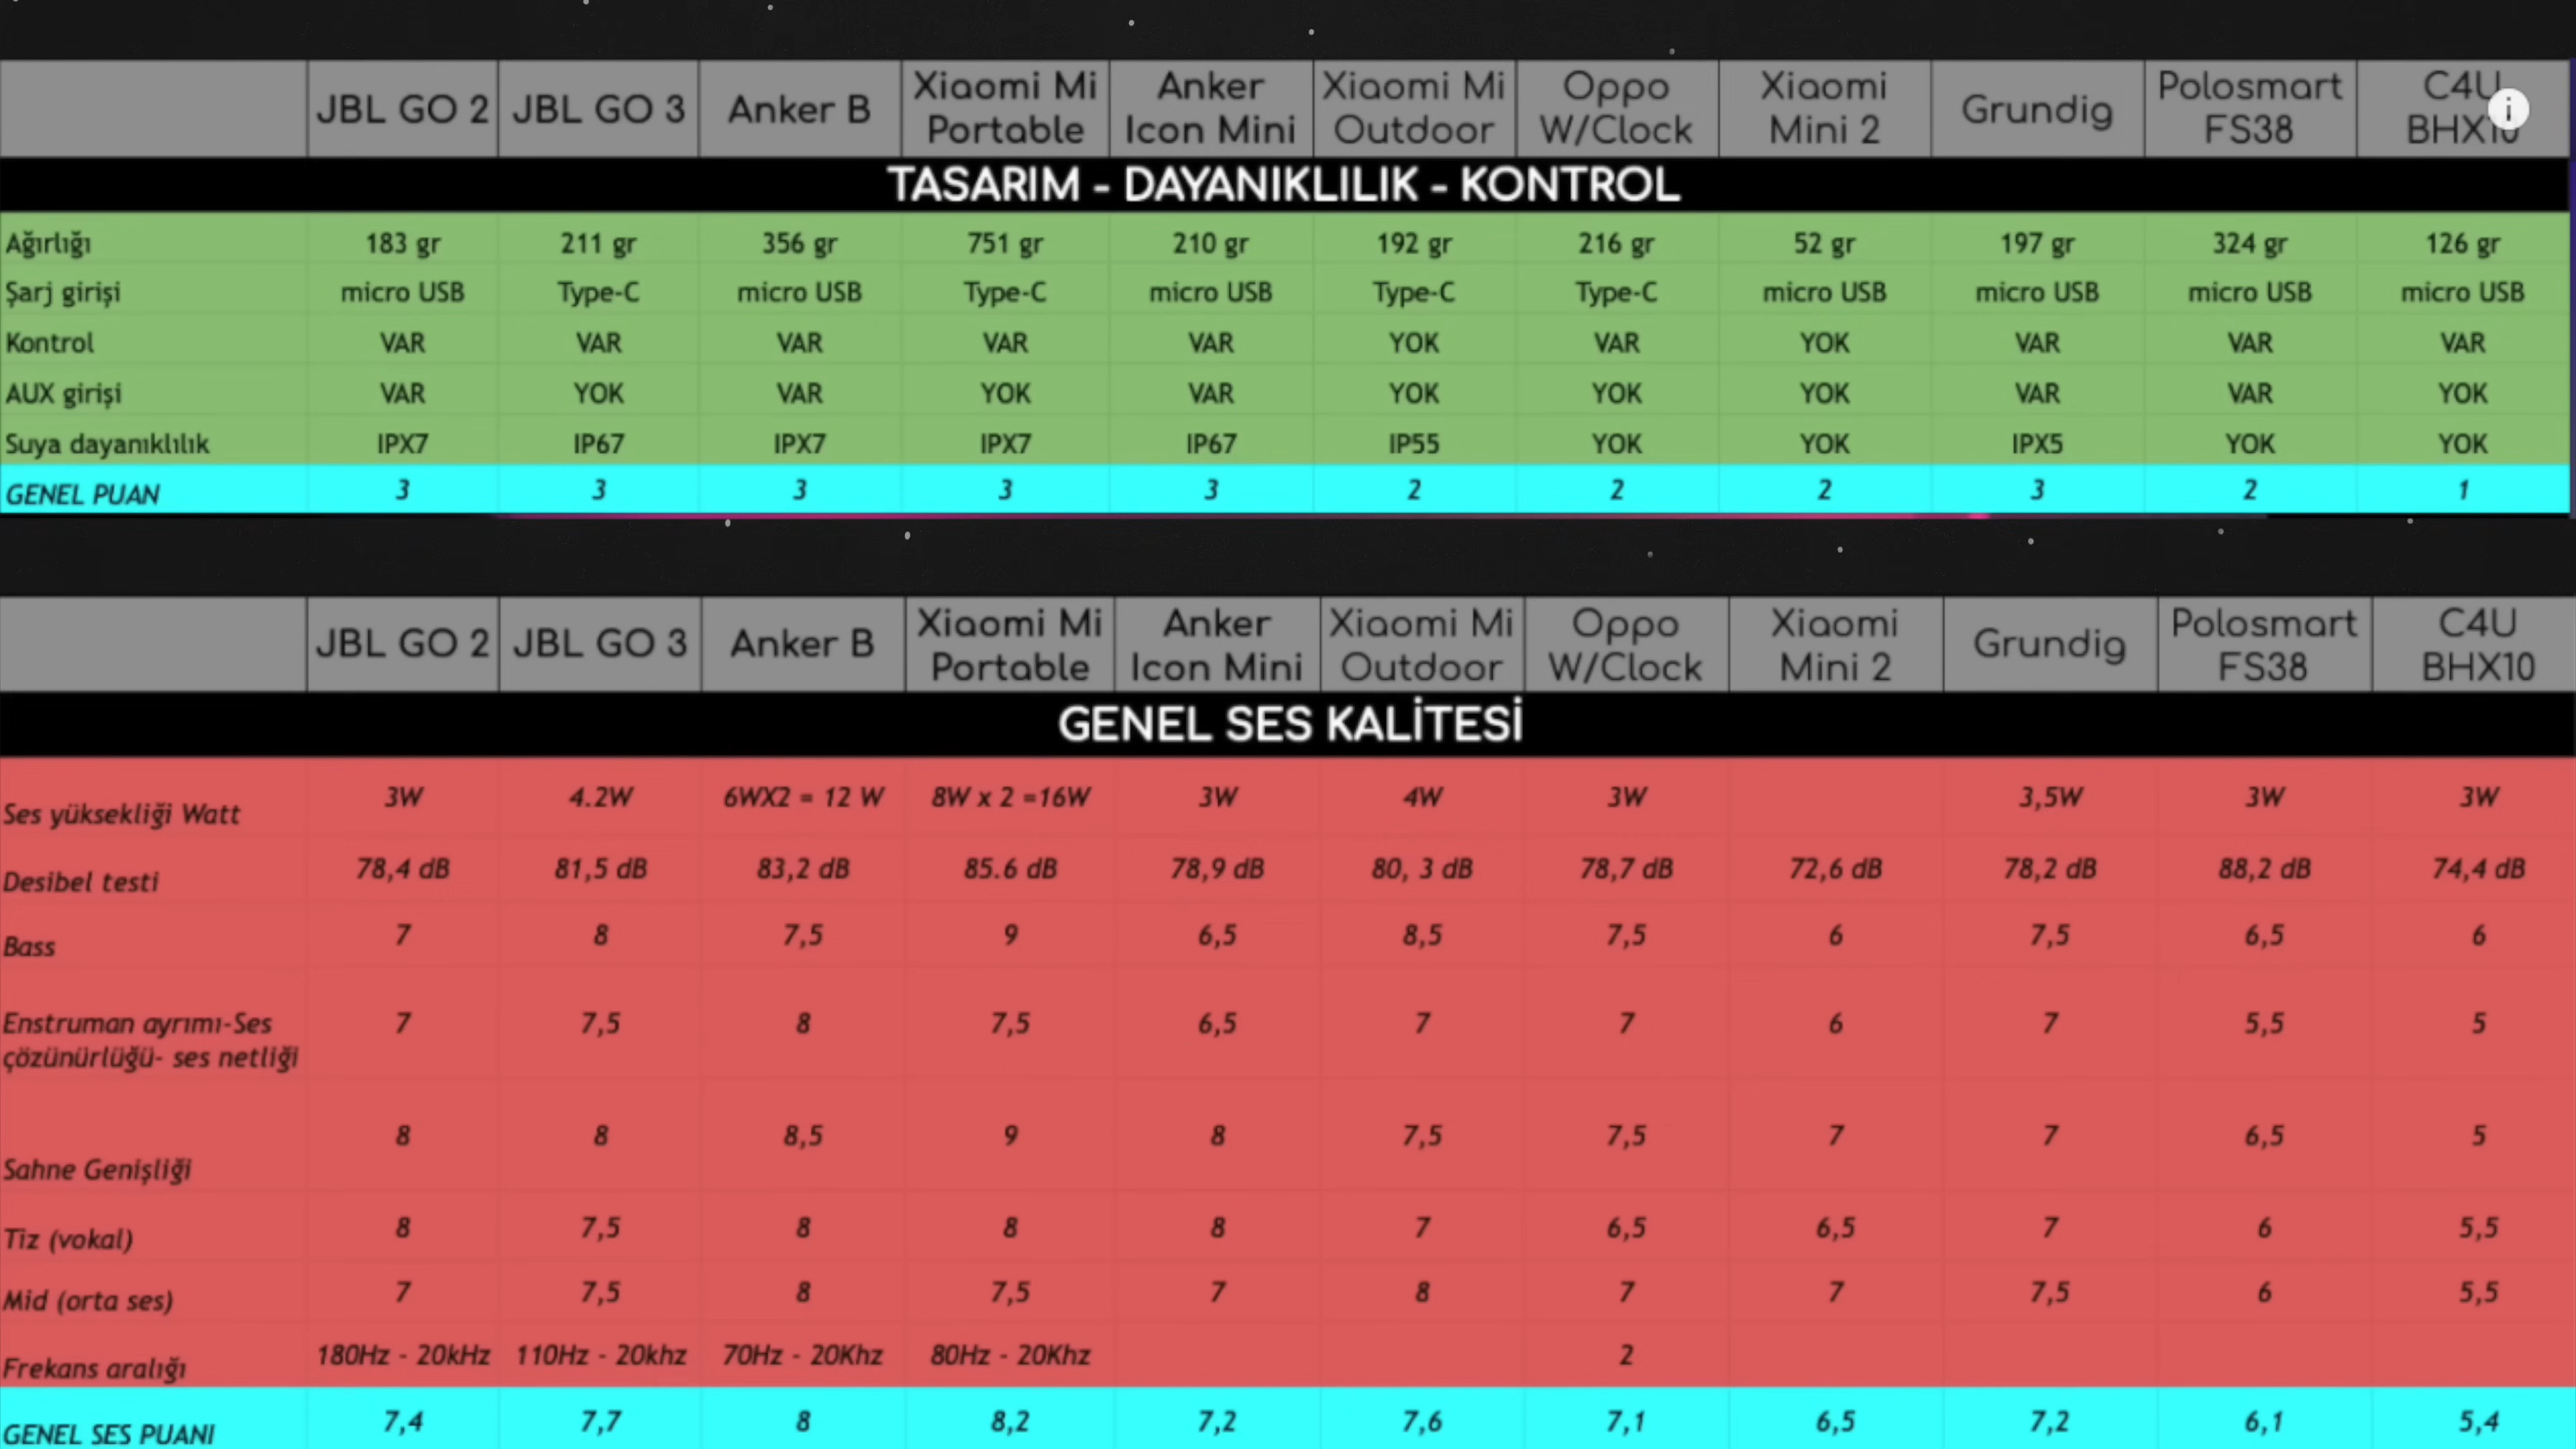 JBL GO 2 JBL GO 3 Anker B Xiaomi Mi Portable Anker Icon Mini Xiaomi Mi Outdoor Oppo W/Clock Xiaomi Mini 2 Grundig Polosmart FS38 C4U BHX10
i
TASARIM - DAYANIKLILIK - KONTROL
Ağırlığı 183 gr 211 gr 356 gr 751 gr 210 gr 192 gr 216 gr 52 gr 197 gr 324 gr 126 gr
Şarj girişi micro USB Type-C micro USB Type-C micro USB Type-C Type-C micro USB micro USB micro USB micro USB
Kontrol VAR VAR VAR VAR VAR YOK VAR YOK VAR VAR VAR
AUX girişi VAR YOK VAR YOK VAR YOK YOK YOK VAR VAR YOK
Suya dayanıklılık IPX7 IP67 IPX7 IPX7 IP67 IP55 YOK YOK IPX5 YOK YOK
GENEL PUAN 3 3 3 3 3 2 2 2 3 2 1
JBL GO 2 JBL GO 3 Anker B Xiaomi Mi Portable Anker Icon Mini Xiaomi Mi Outdoor Oppo W/Clock Xiaomi Mini 2 Grundig Polosmart FS38 C4U BHX10
GENEL SES KALİTESİ
Ses yüksekliği Watt 3W 4.2W 6WX2 = 12 W 8W x 2 =16W 3W 4W 3W 3,5W 3W 3W
Desibel testi 78,4 dB 81,5 dB 83,2 dB 85.6 dB 78,9 dB 80, 3 dB 78,7 dB 72,6 dB 78,2 dB 88,2 dB 74,4 dB
Bass 7 8 7,5 9 6,5 8,5 7,5 6 7,5 6,5 6
Enstruman ayrımı-Ses çözünürlüğü- ses netliği 7 7,5 8 7,5 6,5 7 7 6 7 5,5 5
Sahne Genişliği 8 8 8,5 9 8 7,5 7,5 7 7 6,5 5
Tiz (vokal) 8 7,5 8 8 8 7 6,5 6,5 7 6 5,5
Mid (orta ses) 7 7,5 8 7,5 7 8 7 7 7,5 6 5,5
Frekans aralığı 180Hz - 20kHz 110Hz - 20khz 70Hz - 20Khz 80Hz - 20Khz 2
GENEL SES PUANI 7,4 7,7 8 8,2 7,2 7,6 7,1 6,5 7,2 6,1 5,4